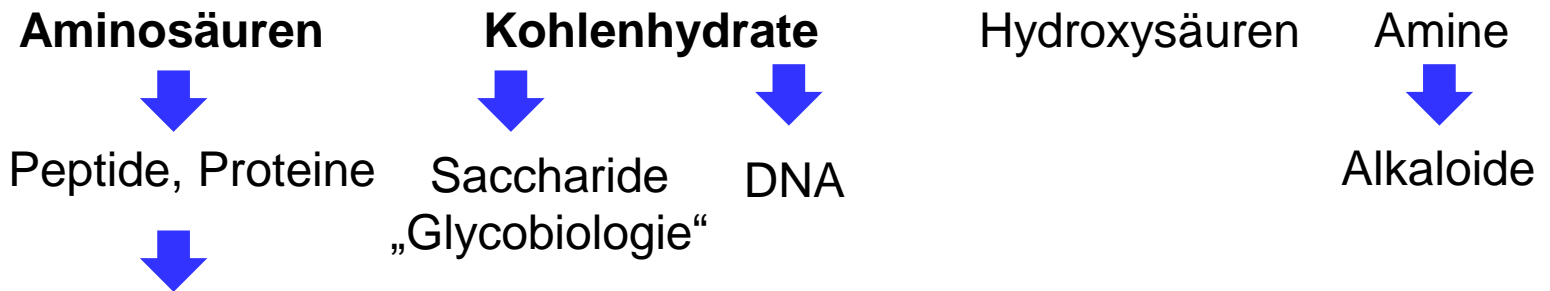 Aminosäuren Kohlenhydrate Hydroxysäuren Amine
Peptide, Proteine Saccharide DNA Alkaloide
„Glycobiologie“